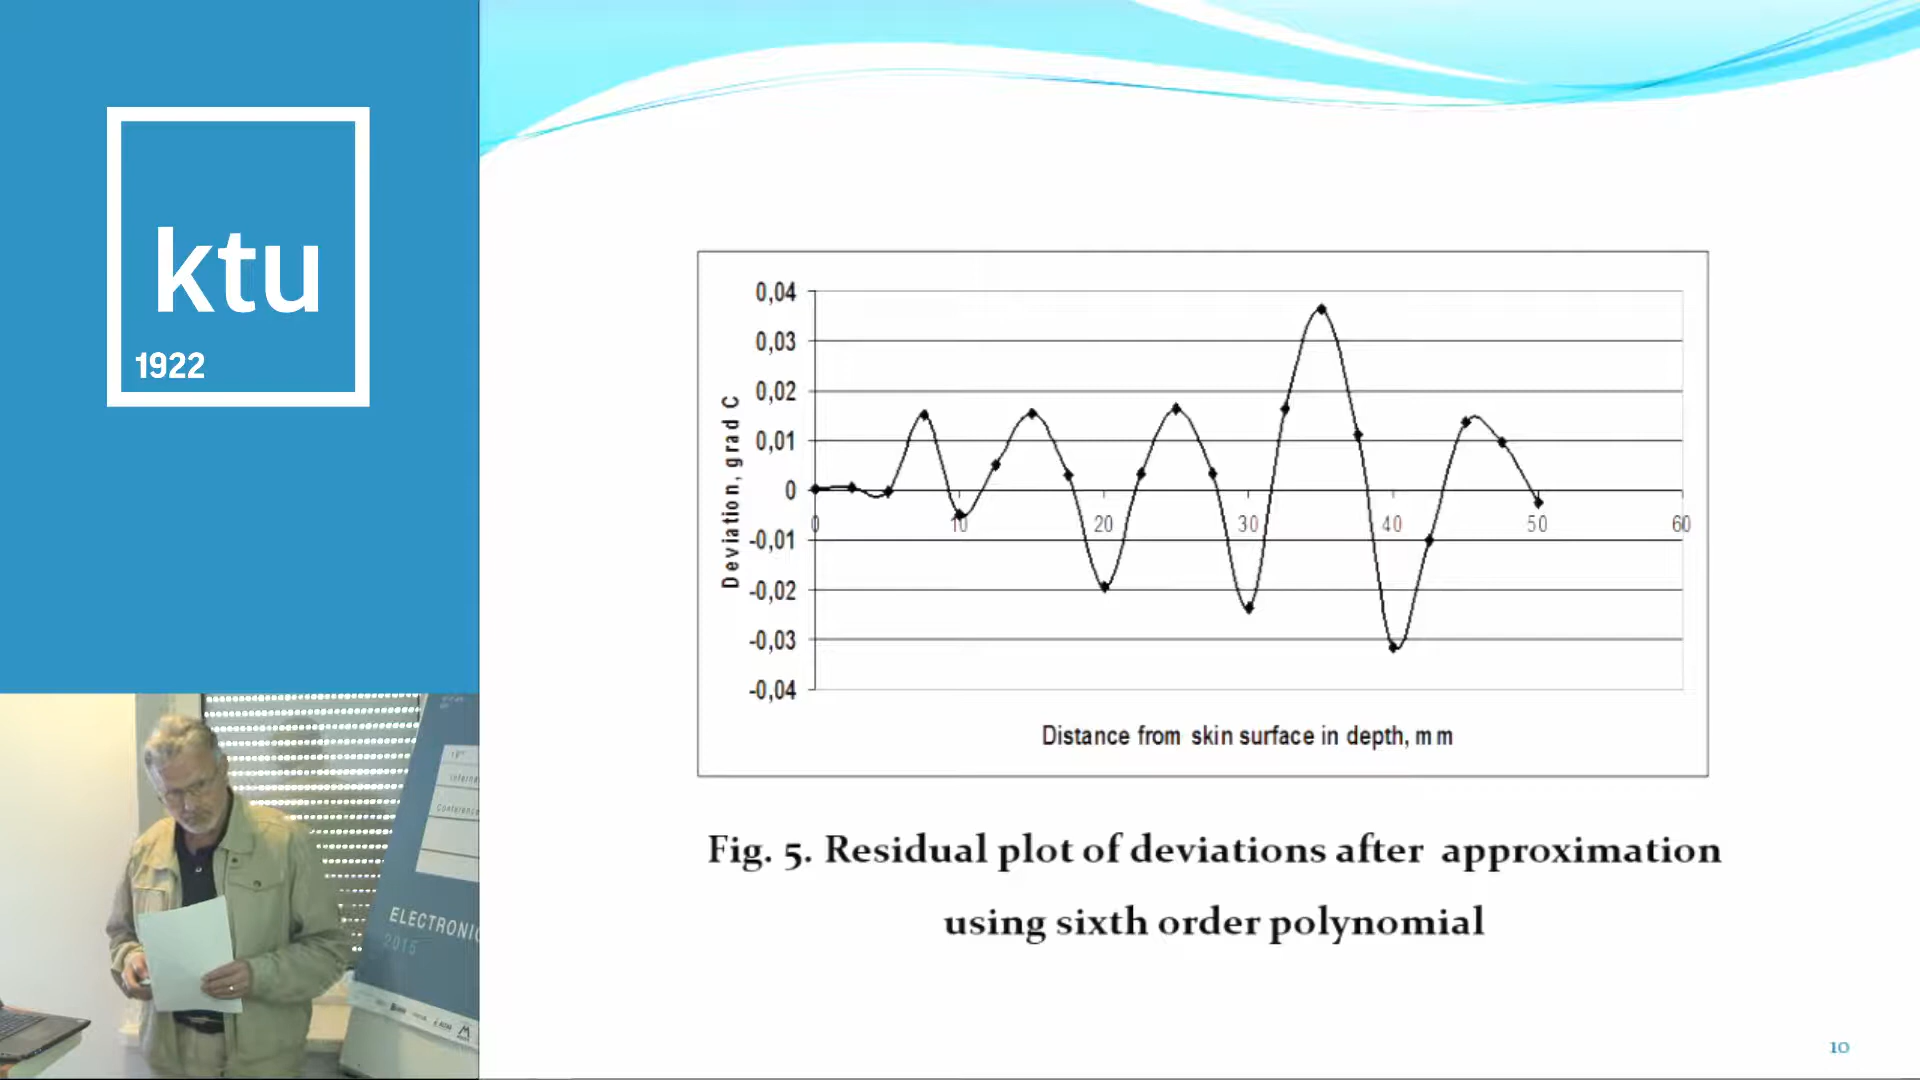 ktu
1922
0,04
0,03
0,02
0,01
0
-0,01
-0,02
-0,03
-0,04
Deviation, grad C
0 10 20 30 40 50 60
Distance from skin surface in depth, mm
Fig. 5. Residual plot of deviations after approximation
using sixth order polynomial
10
Conference
ELECTRONIC
2015